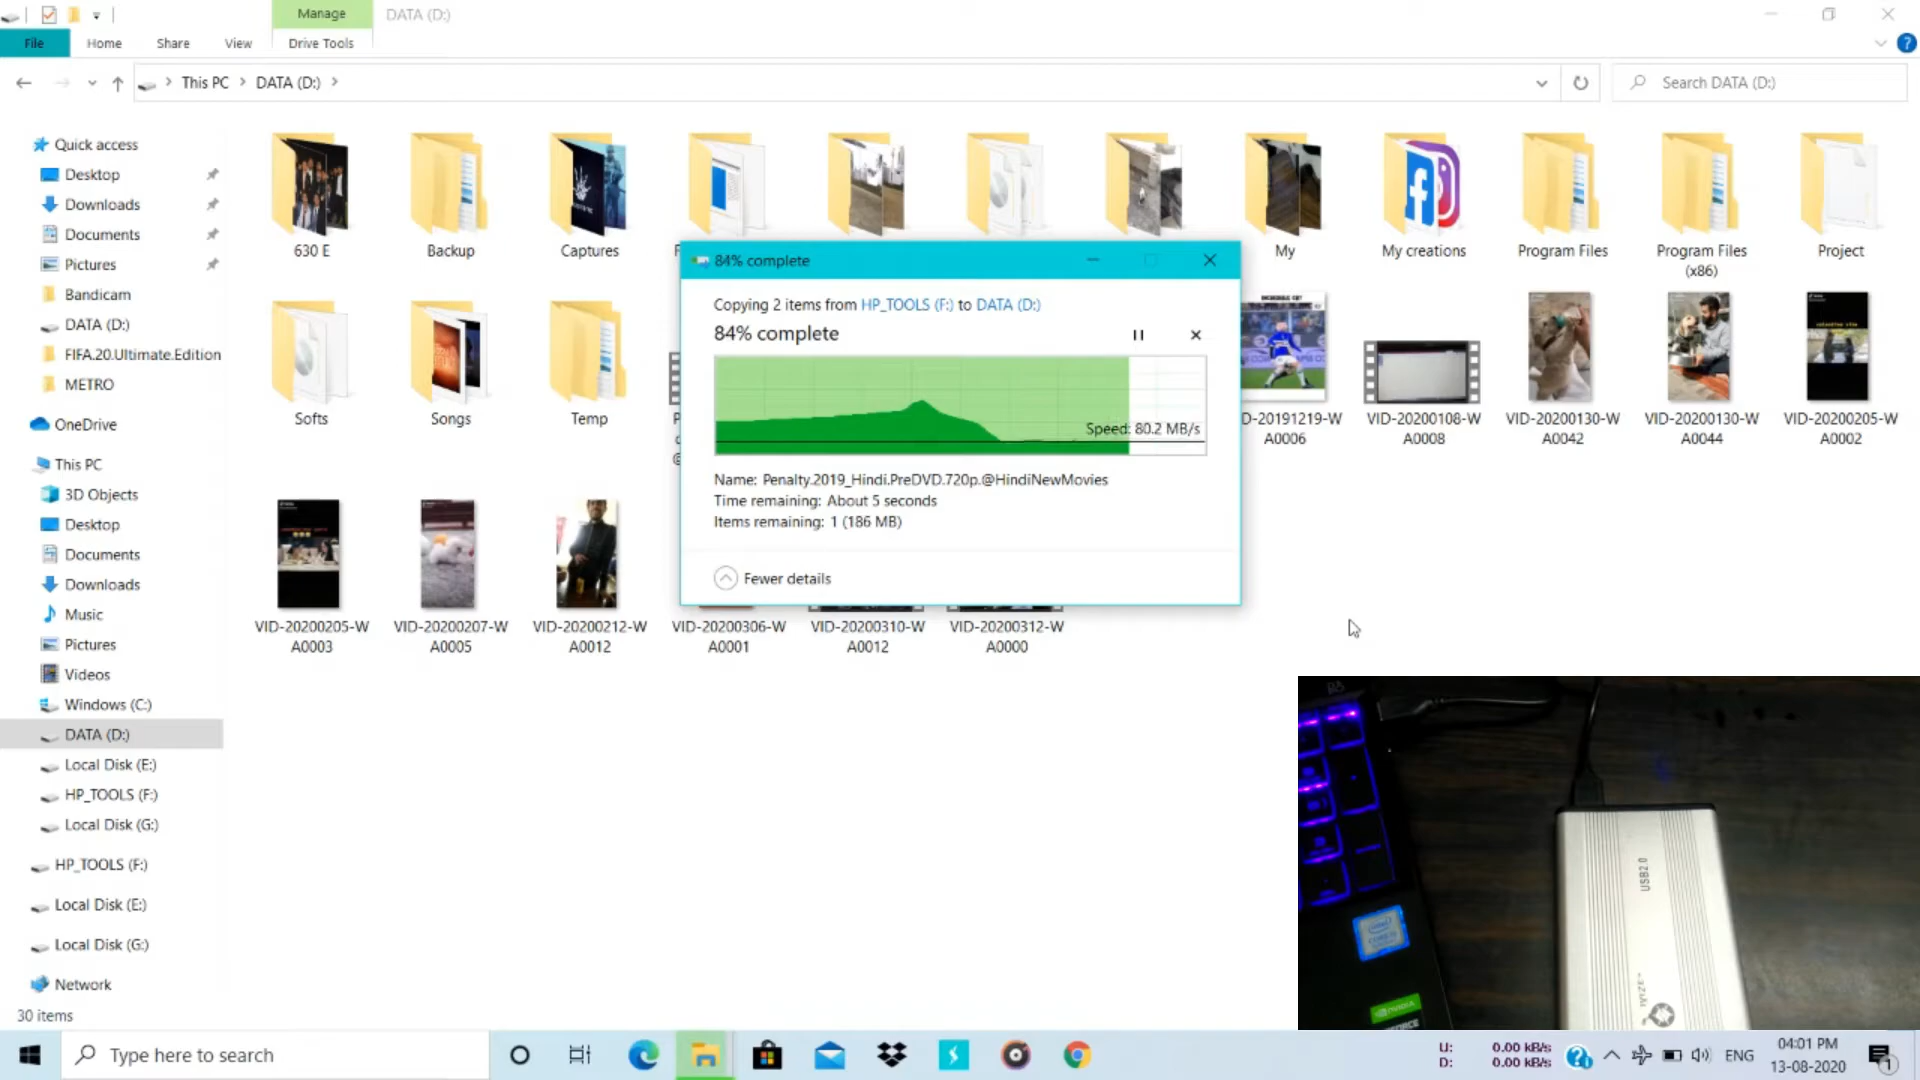 Manage
DATA (D:)
File
Home
Share
View
Drive Tools
This PC
DATA (D:)
Search DATA (D:)
Quick access
Desktop
Downloads
Documents
Pictures
Bandicam
DATA (D:)
FIFA.20.Ultimate.Edition
METRO
OneDrive
This PC
3D Objects
Desktop
Documents
Downloads
Music
Pictures
Videos
Windows (C:)
DATA (D:)
Local Disk (E:)
HP_TOOLS (F:)
Local Disk (G:)
HP_TOOLS (F:)
Local Disk (E:)
Local Disk (G:)
Network
30 items
630 E
Backup
Captures
My
My creations
Program Files
Program Files
(x86)
Project
Softs
Songs
Temp
D-20191219-W
A0006
VID-20200108-W
A0008
VID-20200130-W
A0042
VID-20200130-W
A0044
VID-20200205-W
A0002
VID-20200205-W
A0003
VID-20200207-W
A0005
VID-20200212-W
A0012
VID-20200306-W
A0001
VID-20200310-W
A0012
VID-20200312-W
A0000
84% complete
Copying 2 items from HP_TOOLS (F:) to DATA (D:)
84% complete
Speed: 80.2 MB/s
Name: Penalty.2019_Hindi.PreDVD.720p.@HindiNewMovies
Time remaining: About 5 seconds
Items remaining: 1 (186 MB)
Fewer details
USB2.0
intel
NVIDIA
Type here to search
U: 0.00 kB/s
D: 0.00 kB/s
ENG
04:01 PM
13-08-2020
1